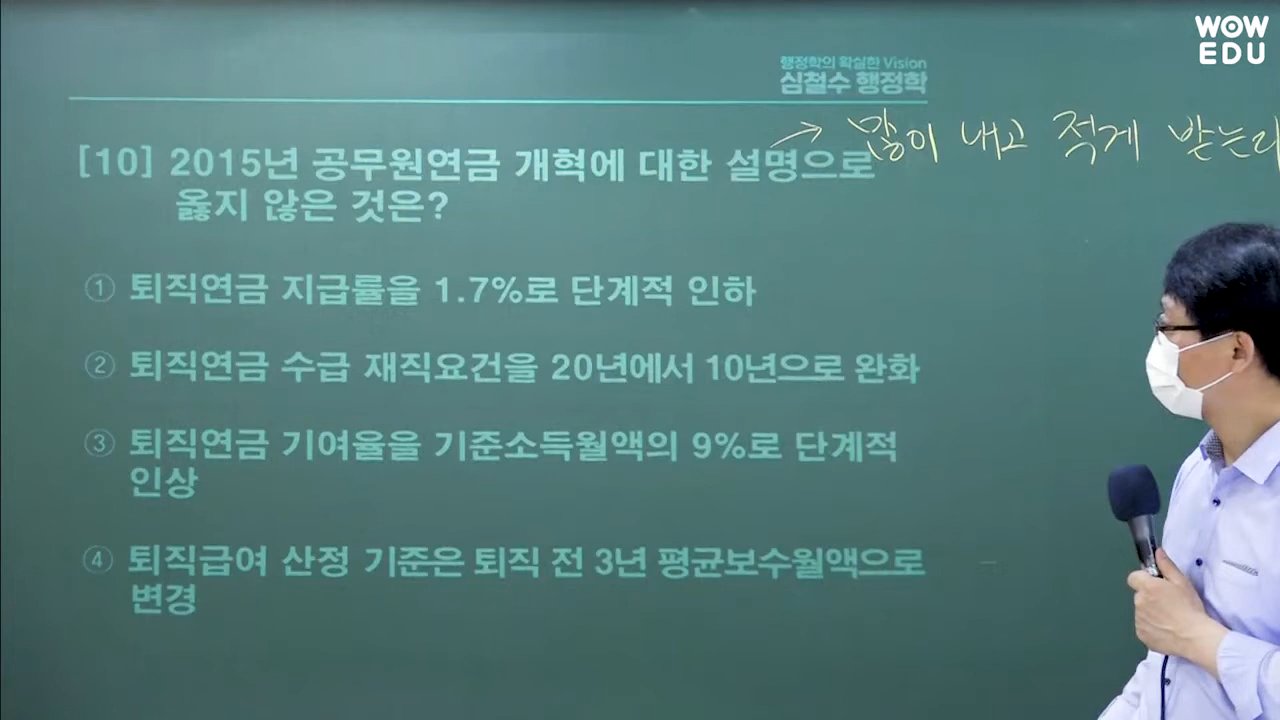 WOW
EDU
행정학의 확실한 Vision
심철수 행정학
→ 많이 내고 적게 받는다
[10] 2015년 공무원연금 개혁에 대한 설명으로
옳지 않은 것은?
① 퇴직연금 지급률을 1.7%로 단계적 인하
② 퇴직연금 수급 재직요건을 20년에서 10년으로 완화
③ 퇴직연금 기여율을 기준소득월액의 9%로 단계적
인상
④ 퇴직급여 산정 기준은 퇴직 전 3년 평균보수월액으로
변경